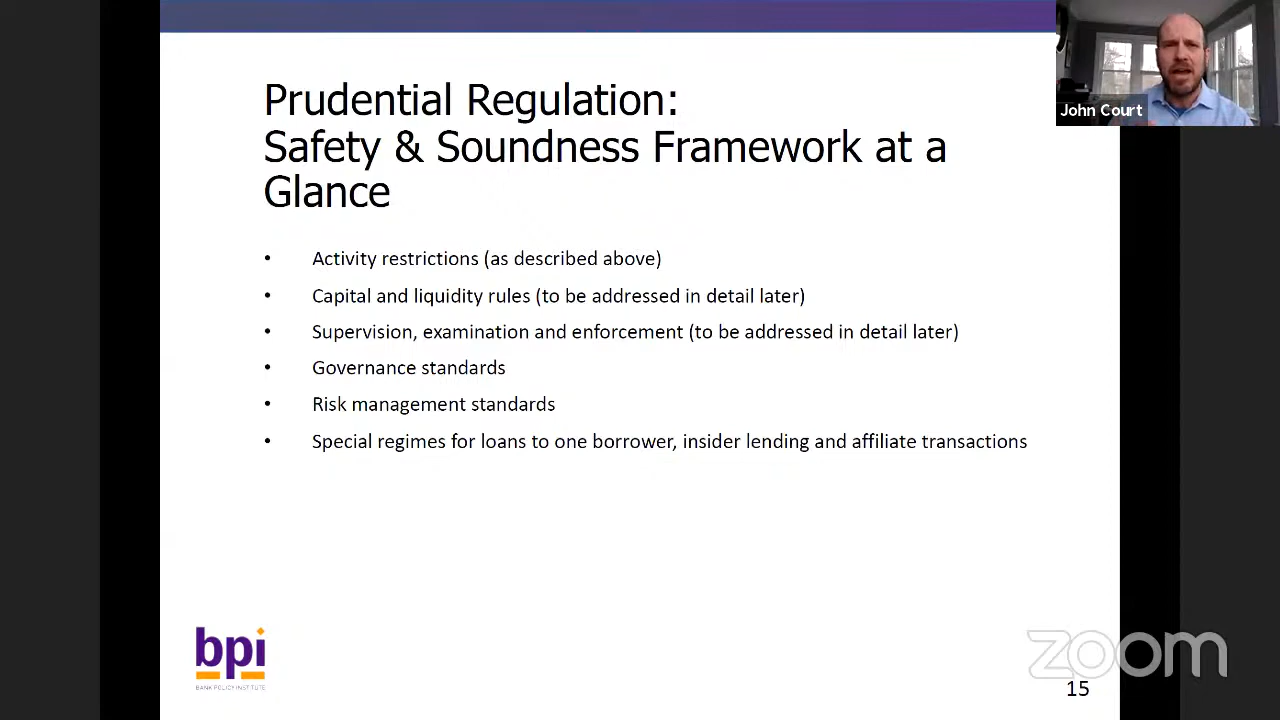 John Court
Prudential Regulation:
Safety & Soundness Framework at a
Glance
• Activity restrictions (as described above)
• Capital and liquidity rules (to be addressed in detail later)
• Supervision, examination and enforcement (to be addressed in detail later)
• Governance standards
• Risk management standards
• Special regimes for loans to one borrower, insider lending and affiliate transactions
bpi
BANK POLICY INSTITUTE
zoom
15